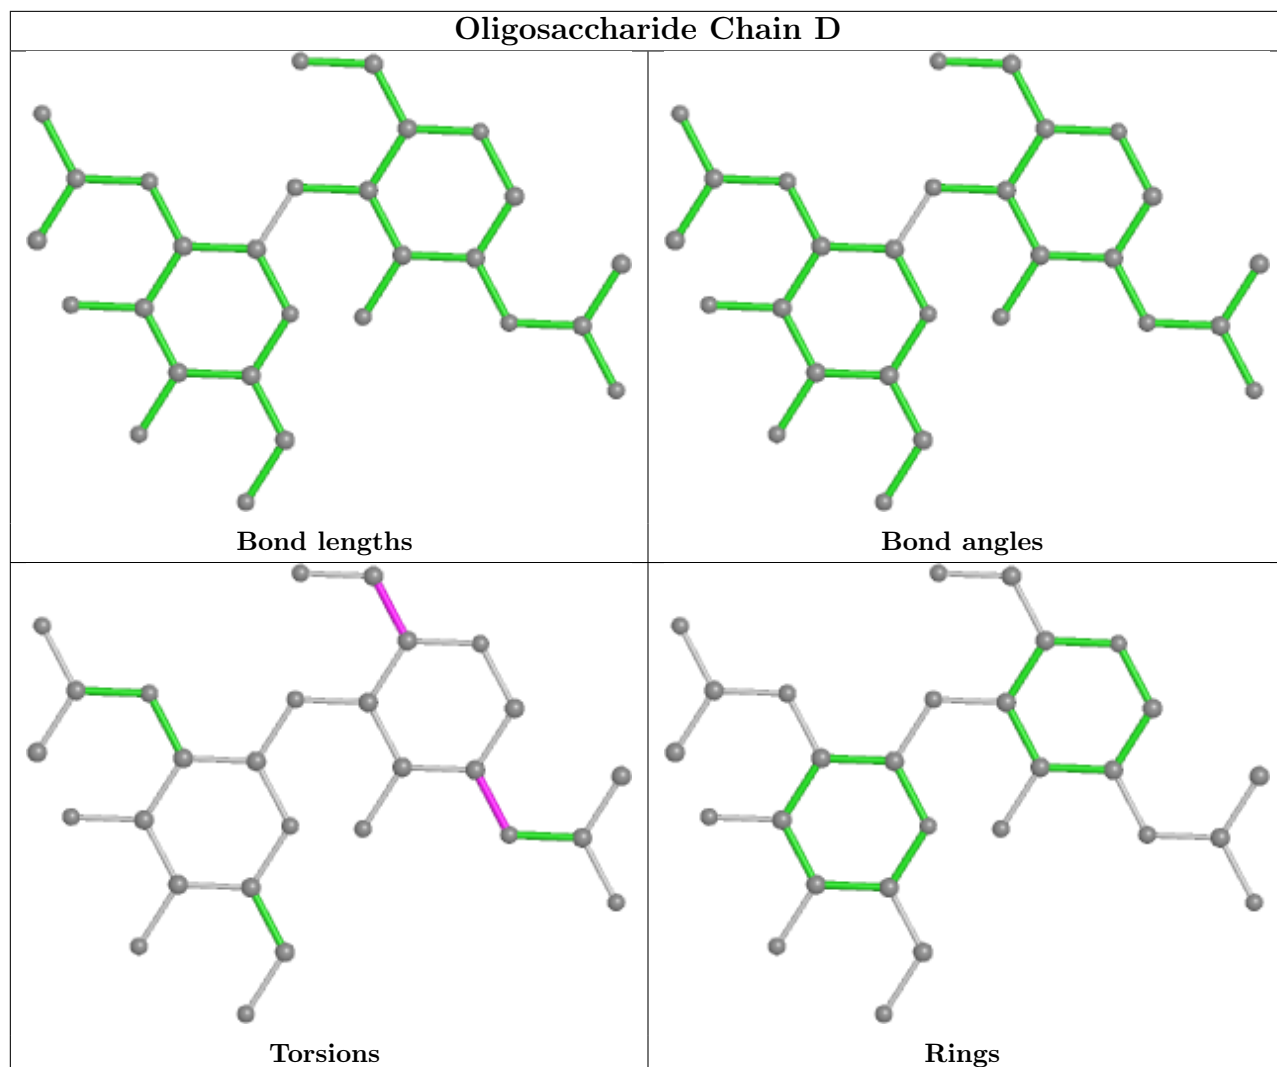 Oligosaccharide Chain D
Bond lengths
Bond angles
Torsions
Rings